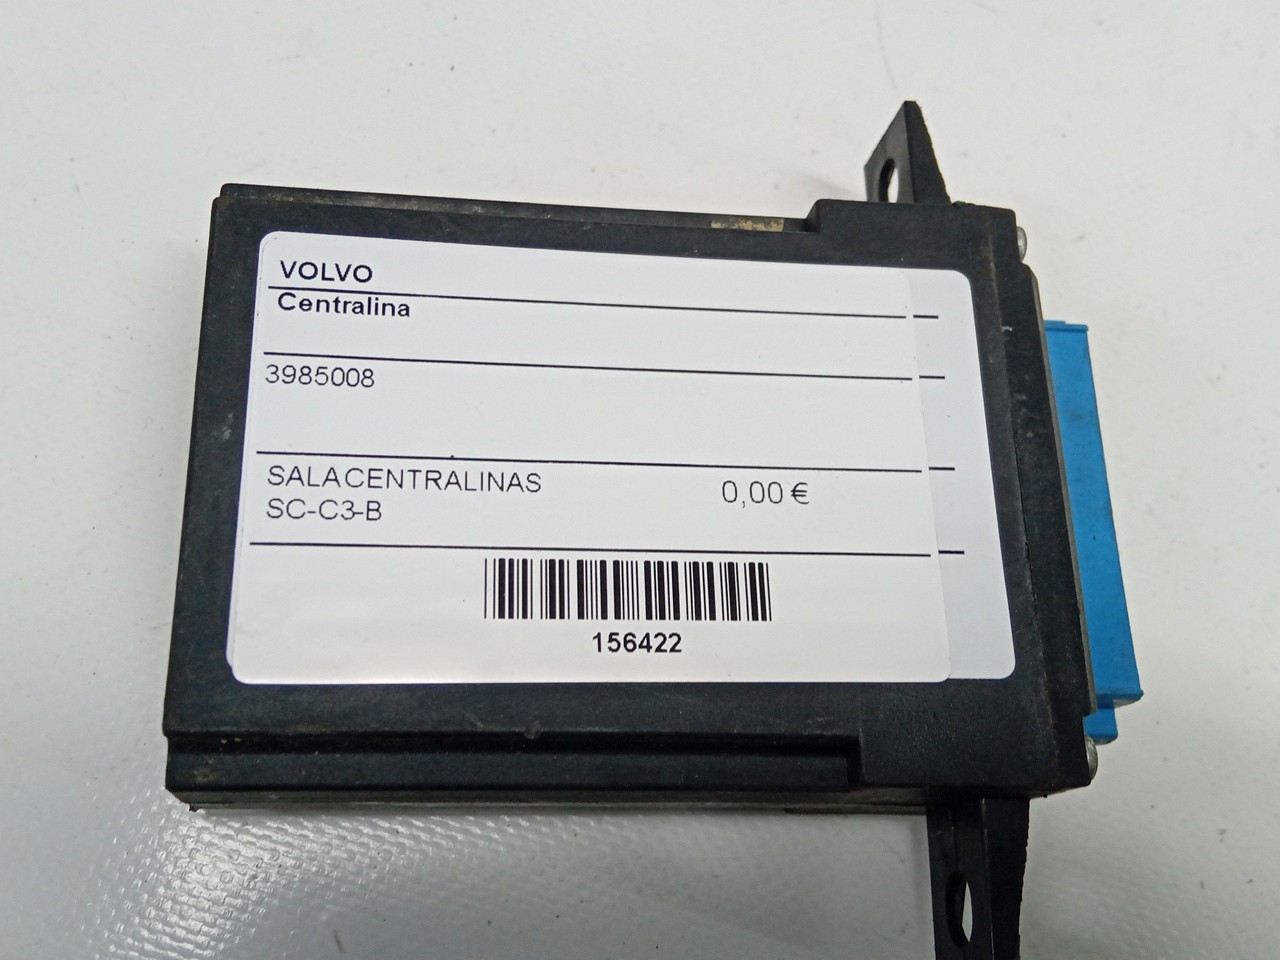 VOLVO
Centralina
3985008
SALACENTRALINAS
0,00 €
SC-C3-B
156422